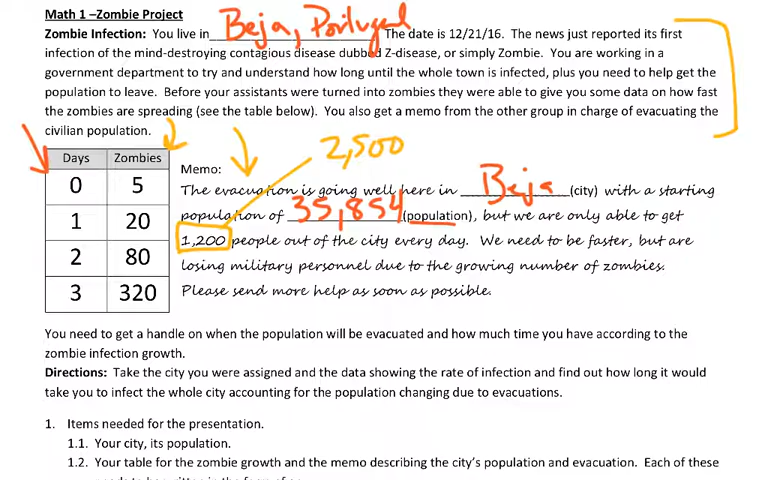 Math 1 –Zombie Project
Zombie Infection: You live in Beja, Portugal The date is 12/21/16. The news just reported its first
infection of the mind-destroying contagious disease dubbed Z-disease, or simply Zombie. You are working in a
government department to try and understand how long until the whole town is infected, plus you need to help get the
population to leave. Before your assistants were turned into zombies they were able to give you some data on how fast
the zombies are spreading (see the table below). You also get a memo from the other group in charge of evacuating the
civilian population.
2,500
Days Zombies
0 5
1 20
2 80
3 320
Memo:
The evacuation is going well here in Beja (city) with a starting
population of 35,854 (population), but we are only able to get
1,200 people out of the city every day. We need to be faster, but are
losing military personnel due to the growing number of zombies.
Please send more help as soon as possible.
You need to get a handle on when the population will be evacuated and how much time you have according to the
zombie infection growth.
Directions: Take the city you were assigned and the data showing the rate of infection and find out how long it would
take you to infect the whole city accounting for the population changing due to evacuations.
1. Items needed for the presentation.
1.1. Your city, its population.
1.2. Your table for the zombie growth and the memo describing the city's population and evacuation. Each of these